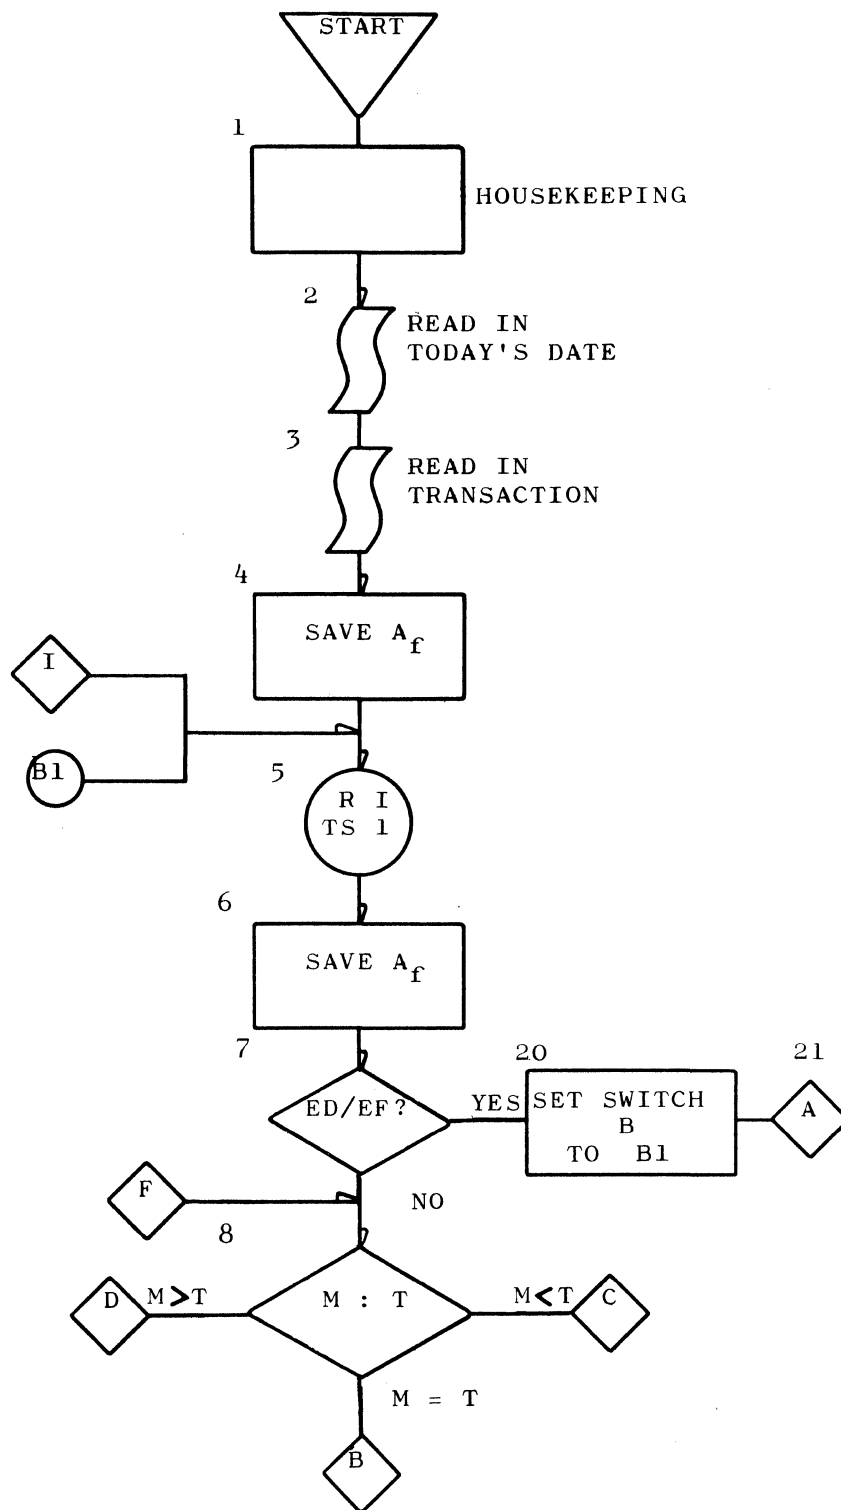 START
1
HOUSEKEEPING
2
READ IN
TODAY'S DATE
3
READ IN
TRANSACTION
4
SAVE Af
I
B1
5
R I
TS 1
6
SAVE Af
7
ED/EF?
YES
20
SET SWITCH
B
TO B1
21
A
F
NO
8
D
M>T
M : T
M<T
C
M = T
B